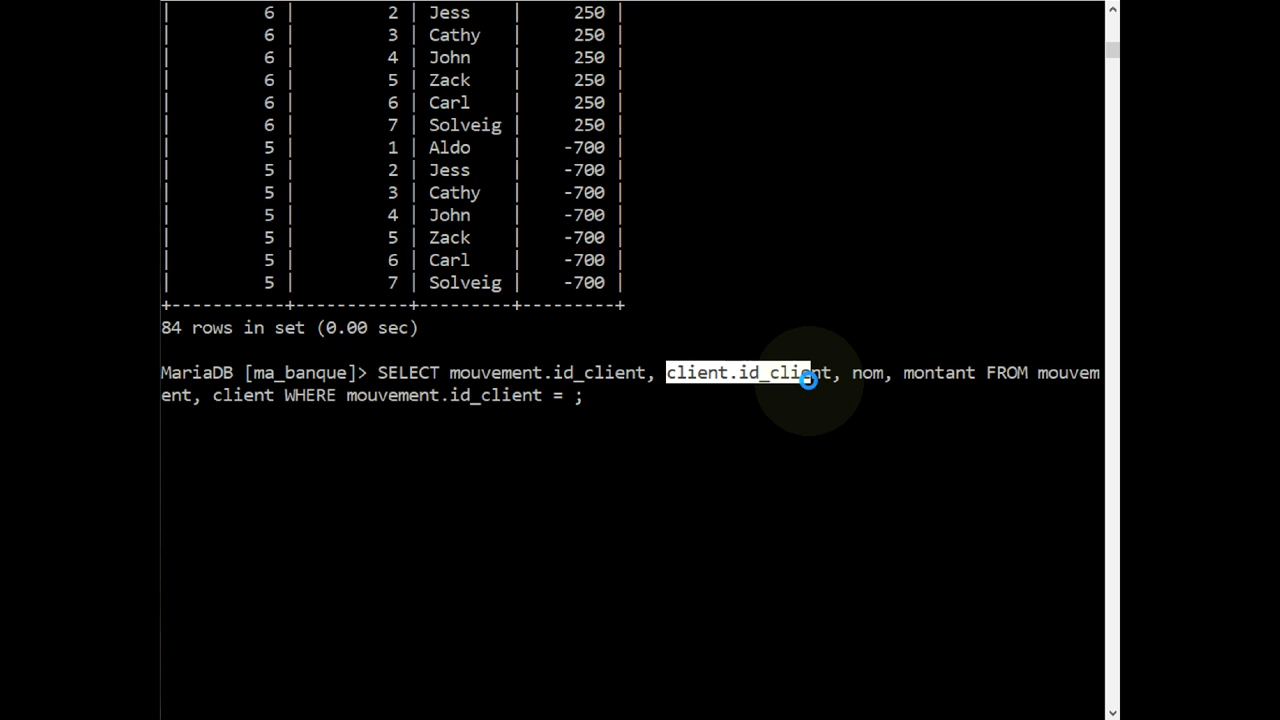 | 6 | 2 | Jess | 250 |
| 6 | 3 | Cathy | 250 |
| 6 | 4 | John | 250 |
| 6 | 5 | Zack | 250 |
| 6 | 6 | Carl | 250 |
| 6 | 7 | Solveig | 250 |
| 5 | 1 | Aldo | -700 |
| 5 | 2 | Jess | -700 |
| 5 | 3 | Cathy | -700 |
| 5 | 4 | John | -700 |
| 5 | 5 | Zack | -700 |
| 5 | 6 | Carl | -700 |
| 5 | 7 | Solveig | -700 |
+-----------+-----------+---------+---------+
84 rows in set (0.00 sec)
MariaDB [ma_banque]> SELECT mouvement.id_client, client.id_client, nom, montant FROM mouvem
ent, client WHERE mouvement.id_client = ;